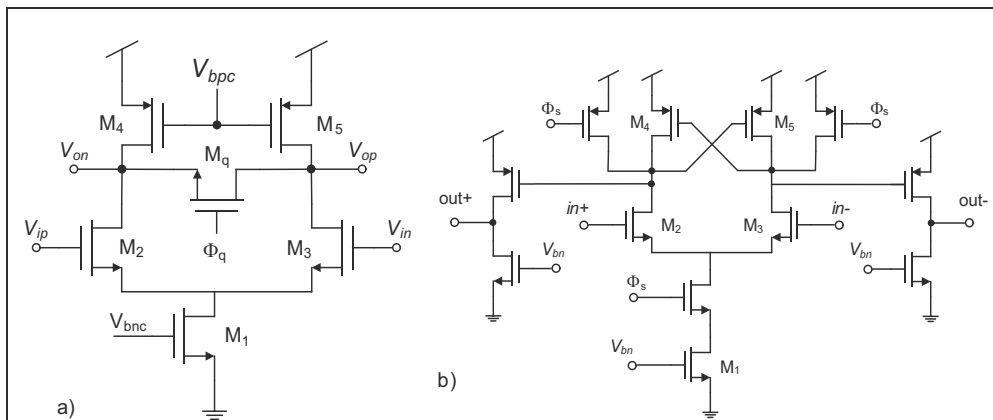 V_bpc
M_4
M_5
V_on
M_q
V_op
V_ip
M_2
Φ_q
M_3
V_in
V_bnc
M_1
a)
Φ_s
M_4
M_5
Φ_s
out+
in+
M_2
M_3
in-
out-
V_bn
V_bn
Φ_s
V_bn
M_1
b)